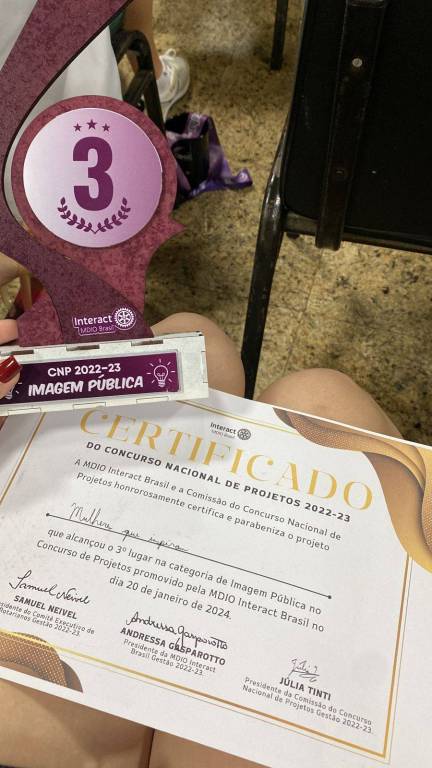 3
Interact
MDIO Brasil
CNP 2022-23
IMAGEM PÚBLICA
Interact
MDIO Brasil
CERTIFICADO
DO CONCURSO NACIONAL DE PROJETOS 2022-23
A MDIO Interact Brasil e a Comissão do Concurso Nacional de
Projetos honrorosamente certifica e parabeniza o projeto
Mulheres que inspiram
que alcançou o 3º lugar na categoria de Imagem Pública no
Concurso de Projetos promovido pela MDIO Interact Brasil no
dia 20 de janeiro de 2024.
Samuel Neivel
SAMUEL NEIVEL
esidente do Comitê Executivo de
Rotarianos Gestão 2022-23.
Andressa Gasparotto
ANDRESSA GASPAROTTO
Presidente da MDIO Interact
Brasil Gestão 2022-23.
JÚLIA TINTI
Presidente da Comissão do Concurso
Nacional de Projetos Gestão 2022-23.